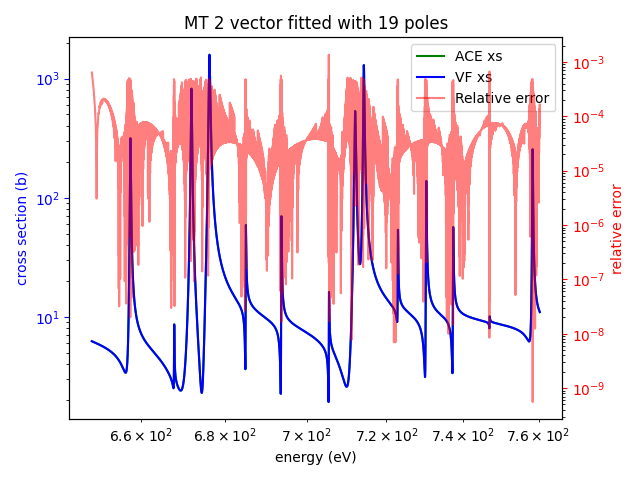 MT 2 vector fitted with 19 poles
ACE xs
VF xs
Relative error
cross section (b)
10³
10²
10¹
relative error
10⁻³
10⁻⁴
10⁻⁵
10⁻⁶
10⁻⁷
10⁻⁸
10⁻⁹
6.6 × 10² 6.8 × 10² 7 × 10² 7.2 × 10² 7.4 × 10² 7.6 × 10²
energy (eV)